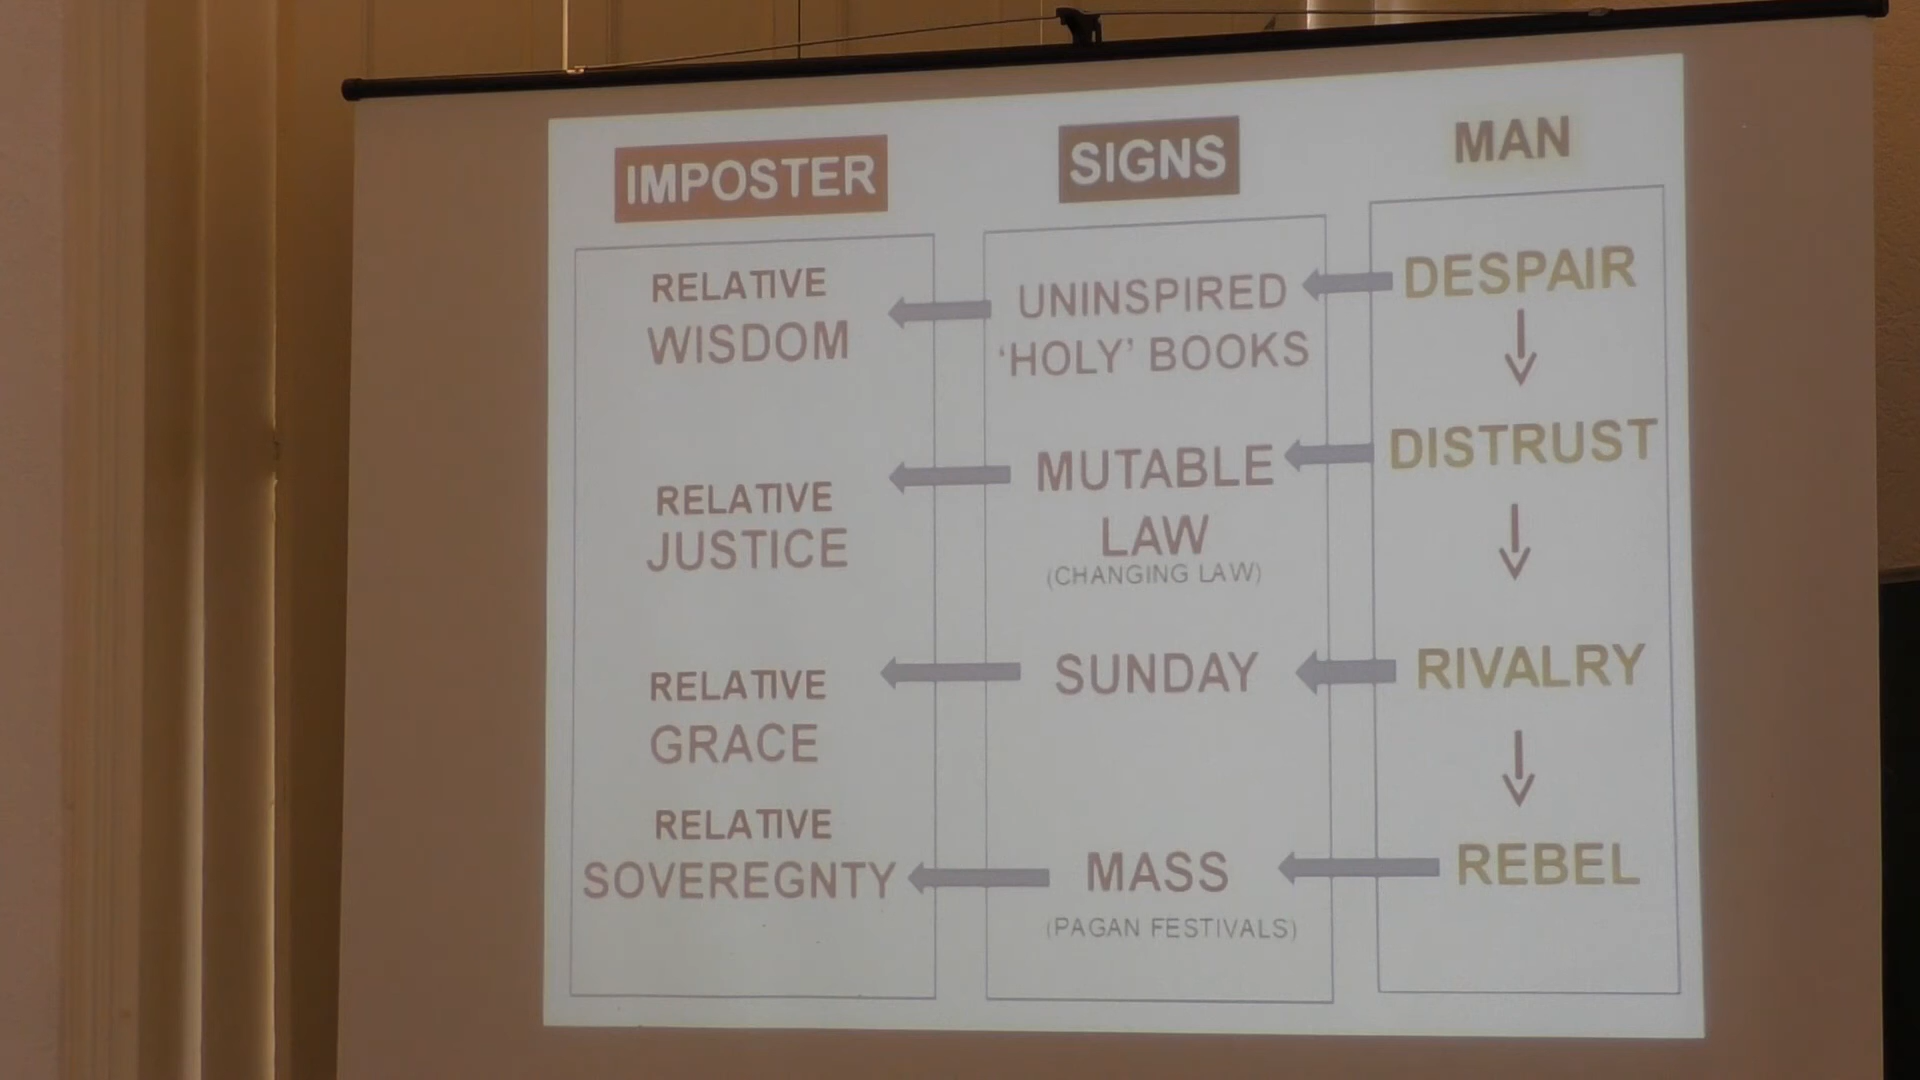 IMPOSTER
SIGNS
MAN
RELATIVE
WISDOM
UNINSPIRED
‘HOLY’ BOOKS
DESPAIR
RELATIVE
JUSTICE
MUTABLE
LAW
(CHANGING LAW)
DISTRUST
RELATIVE
GRACE
SUNDAY
RIVALRY
RELATIVE
SOVEREGNTY
MASS
(PAGAN FESTIVALS)
REBEL